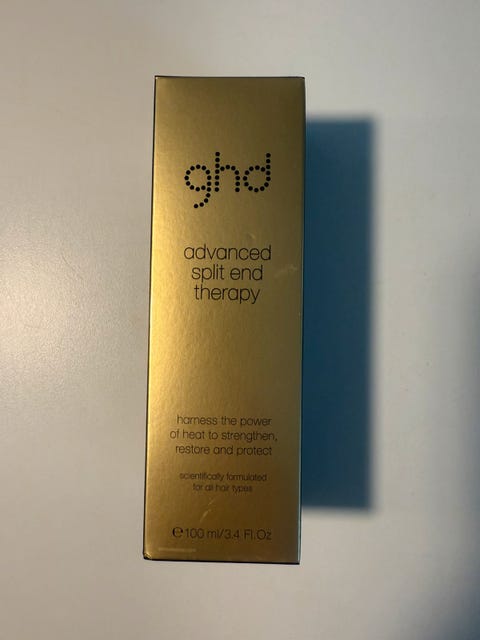 ghd
advanced
split end
therapy
harness the power
of heat to strengthen,
restore and protect
scientifically formulated
for all hair types
℮100 ml/3.4 Fl.Oz